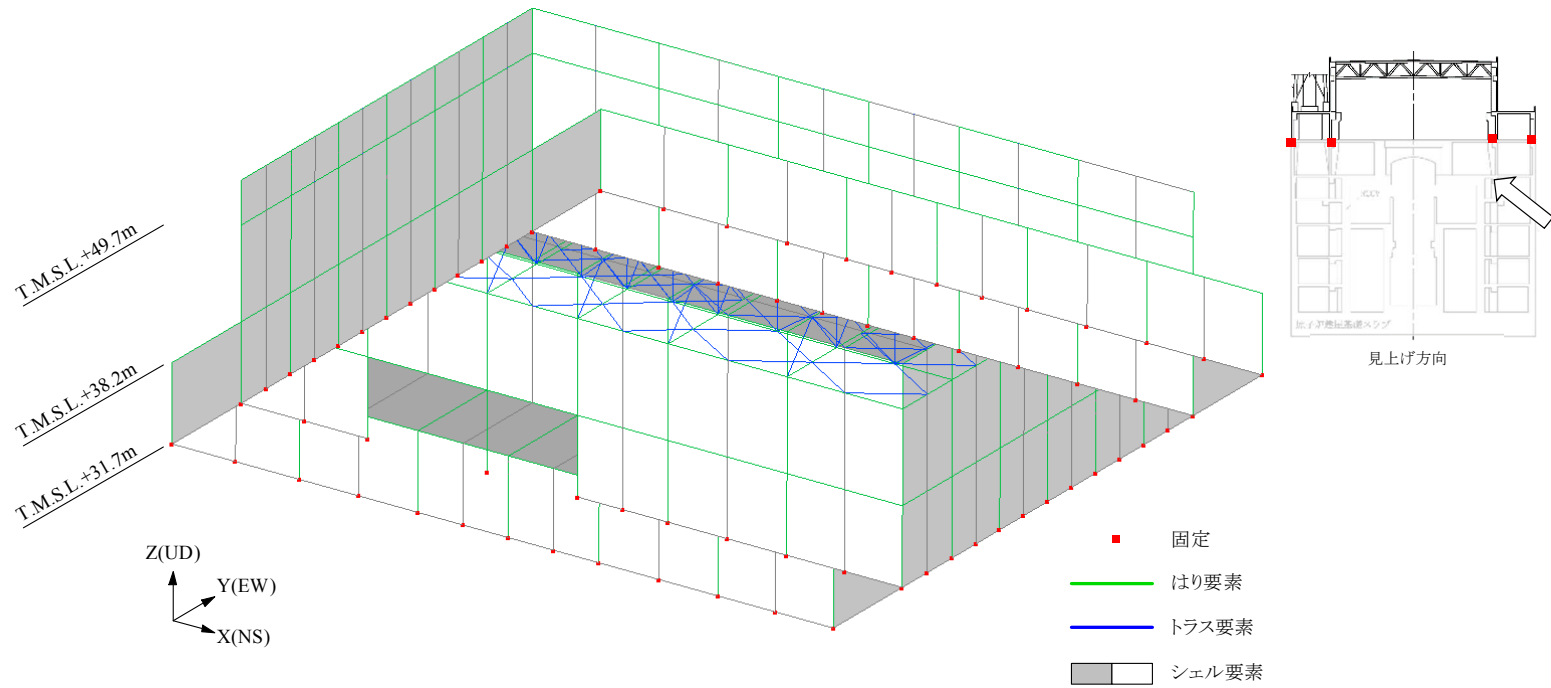 T.M.S.L.+49.7m
T.M.S.L.+38.2m
T.M.S.L.+31.7m
Z(UD)
Y(EW)
X(NS)
固定
はり要素
トラス要素
シェル要素
見上げ方向